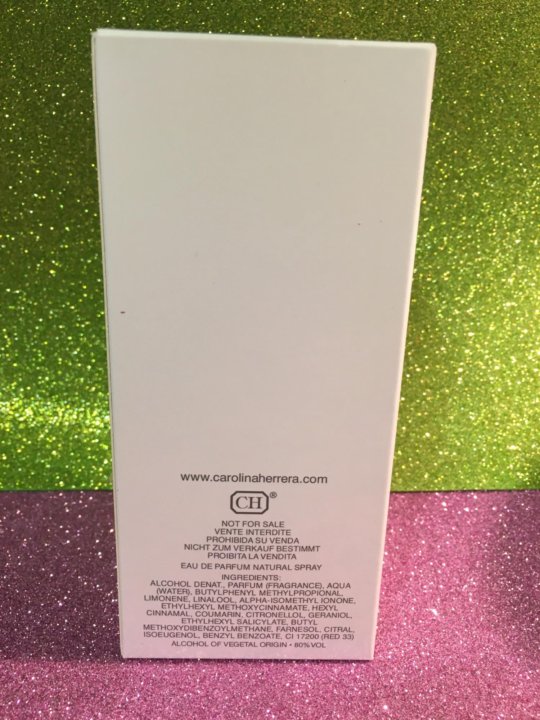 www.carolinaherrera.com
CH®
NOT FOR SALE
VENTE INTERDITE
PROHIBIDA SU VENDA
NICHT ZUM VERKAUF BESTIMMT
PROIBITA LA VENDITA
EAU DE PARFUM NATURAL SPRAY
INGREDIENTS:
ALCOHOL DENAT., PARFUM (FRAGRANCE), AQUA
(WATER), BUTYLPHENYL METHYLPROPIONAL,
LIMONENE, LINALOOL, ALPHA-ISOMETHYL IONONE,
ETHYLHEXYL METHOXYCINNAMATE, HEXYL
CINNAMAL, COUMARIN, CITRONELLOL, GERANIOL,
ETHYLHEXYL SALICYLATE, BUTYL
METHOXYDIBENZOYLMETHANE, FARNESOL, CITRAL,
ISOEUGENOL, BENZYL BENZOATE, CI 17200 (RED 33)
ALCOHOL OF VEGETAL ORIGIN • 80% VOL